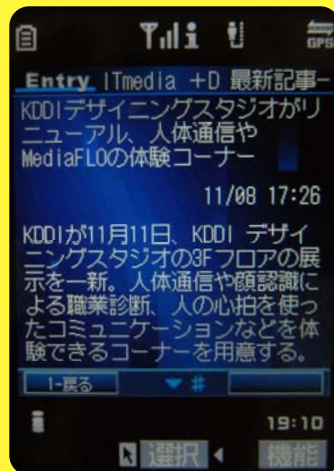 GPS
Entry ITmedia +D 最新記事一
KDDIデザイニングスタジオがリ
ニューアル、人体通信や
MediaFLOの体験コーナー
11/08 17:26
KDDIが11月11日、KDDI デザイ
ニングスタジオの3Fフロアの展
示を一新。人体通信や顔認識に
よる職業診断、人の心拍を使っ
たコミュニケーションなどを体
験できるコーナーを用意する。
1-戻る ▼ #
19:10
選択 機能